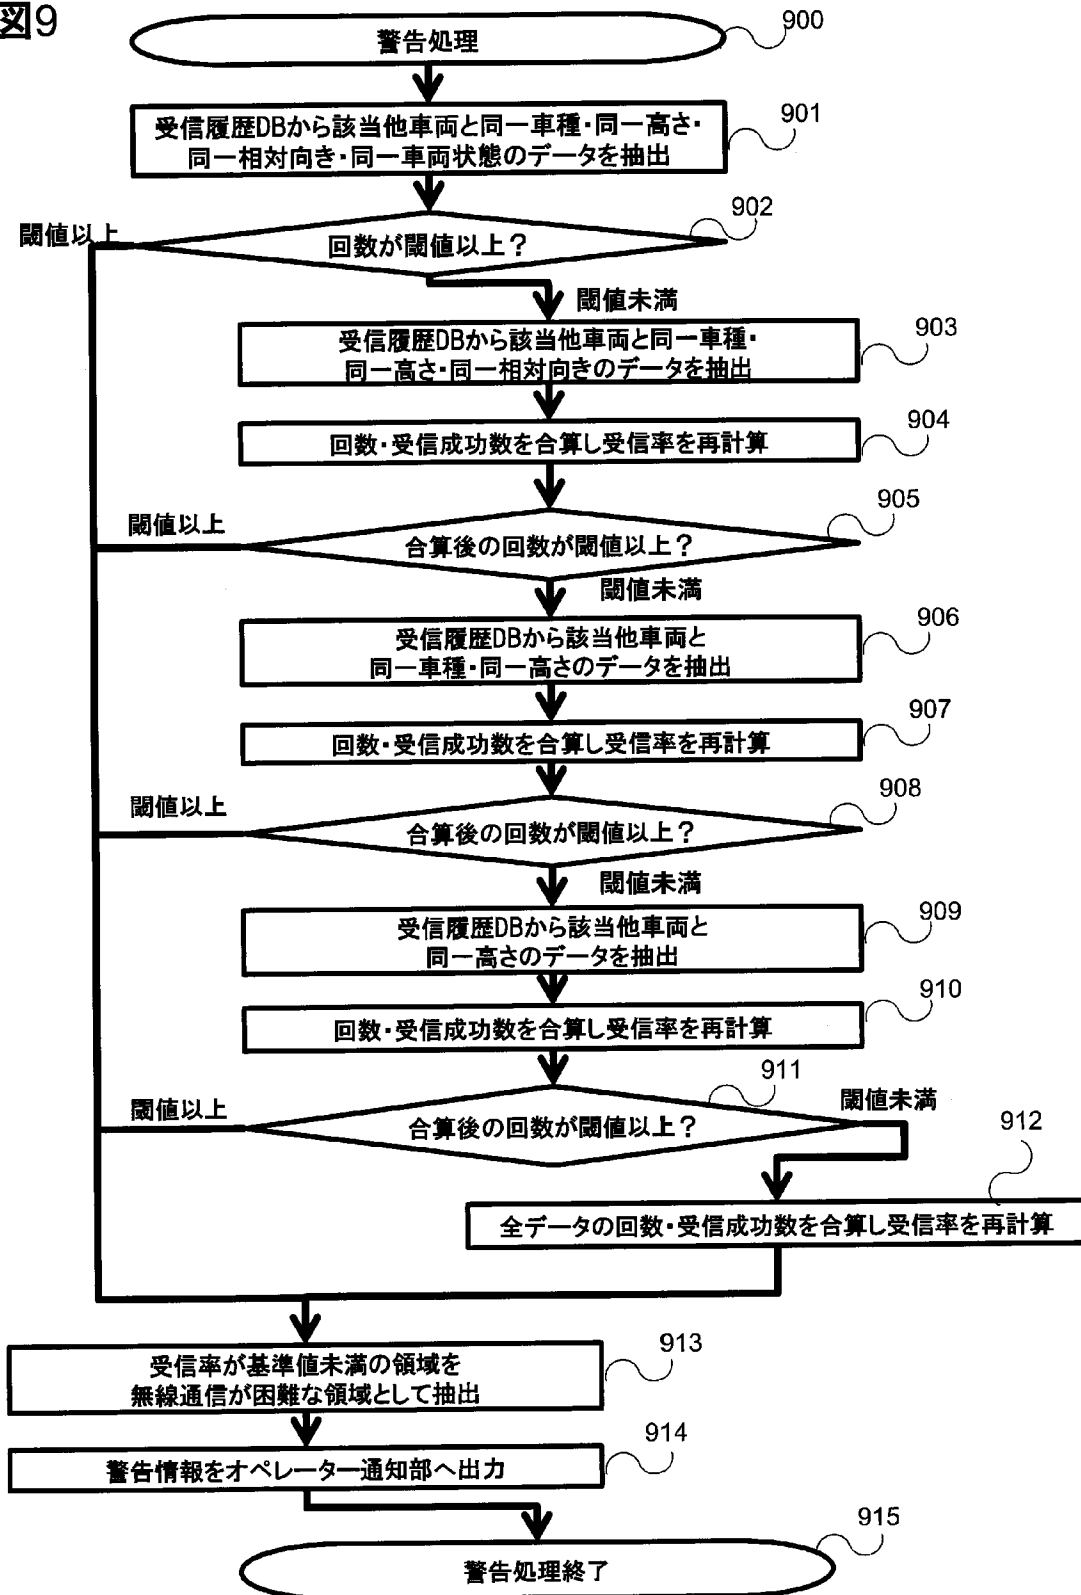 図9
警告処理
900
受信履歴DBから該当他車両と同一車種・同一高さ・
同一相対向き・同一車両状態のデータを抽出
901
閾値以上
回数が閾値以上？
902
閾値未満
受信履歴DBから該当他車両と同一車種・
同一高さ・同一相対向きのデータを抽出
903
回数・受信成功数を合算し受信率を再計算
904
閾値以上
合算後の回数が閾値以上？
905
閾値未満
受信履歴DBから該当他車両と
同一車種・同一高さのデータを抽出
906
回数・受信成功数を合算し受信率を再計算
907
閾値以上
合算後の回数が閾値以上？
908
閾値未満
受信履歴DBから該当他車両と
同一高さのデータを抽出
909
回数・受信成功数を合算し受信率を再計算
910
閾値以上
合算後の回数が閾値以上？
911
閾値未満
全データの回数・受信成功数を合算し受信率を再計算
912
受信率が基準値未満の領域を
無線通信が困難な領域として抽出
913
警告情報をオペレーター通知部へ出力
914
警告処理終了
915